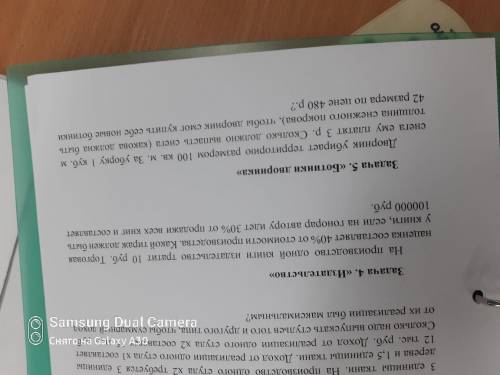 3 единицы ткани. На производство одного стула x2 требуется 3 единицы
дерева и 1,5 единицы ткани. Доход от реализации одного стула x1 составляет
12 тыс. руб. Доход от реализации одного стула x2 составляет
Сколько надо выпускать стульев того и другого типа, чтобы суммарный доход
от их реализации был максимальным?
Задача 4. «Издательство»
На производство одной книги издательство тратит 10 руб. Торговая
наценка составляет 40% от стоимости производства. Какой тираж должен быть
у книги, если на гонорар автору идет 30% от продажи всех книг и составляет
100000 руб.
Задача 5. «Ботинки дворника»
Дворник убирает территорию размером 100 кв. м. За уборку 1 куб. м
снега ему платят 3 р. Сколько должно выпасть снега (какова должна быть
толщина снежного покрова), чтобы дворник смог купить себе новые ботинки
42 размера по цене 480 р.?
Samsung Dual Camera
Снято на Galaxy A30